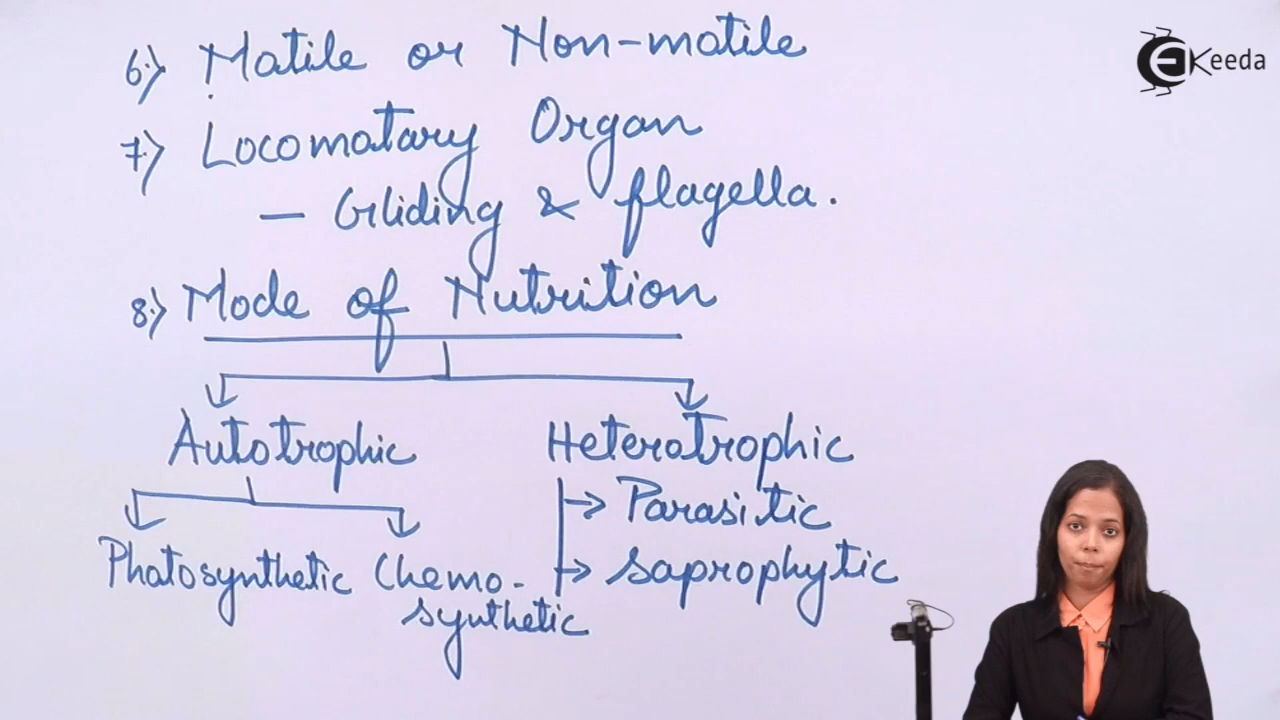 Keeda
6.) Matile or Non-matile
7.) Locomatary Organ
— Gliding & flagella.
8.) Mode of Nutrition
Autotrophic Heterotrophic
Parasitic
Photosynthetic Chemo- saprophytic
synthetic